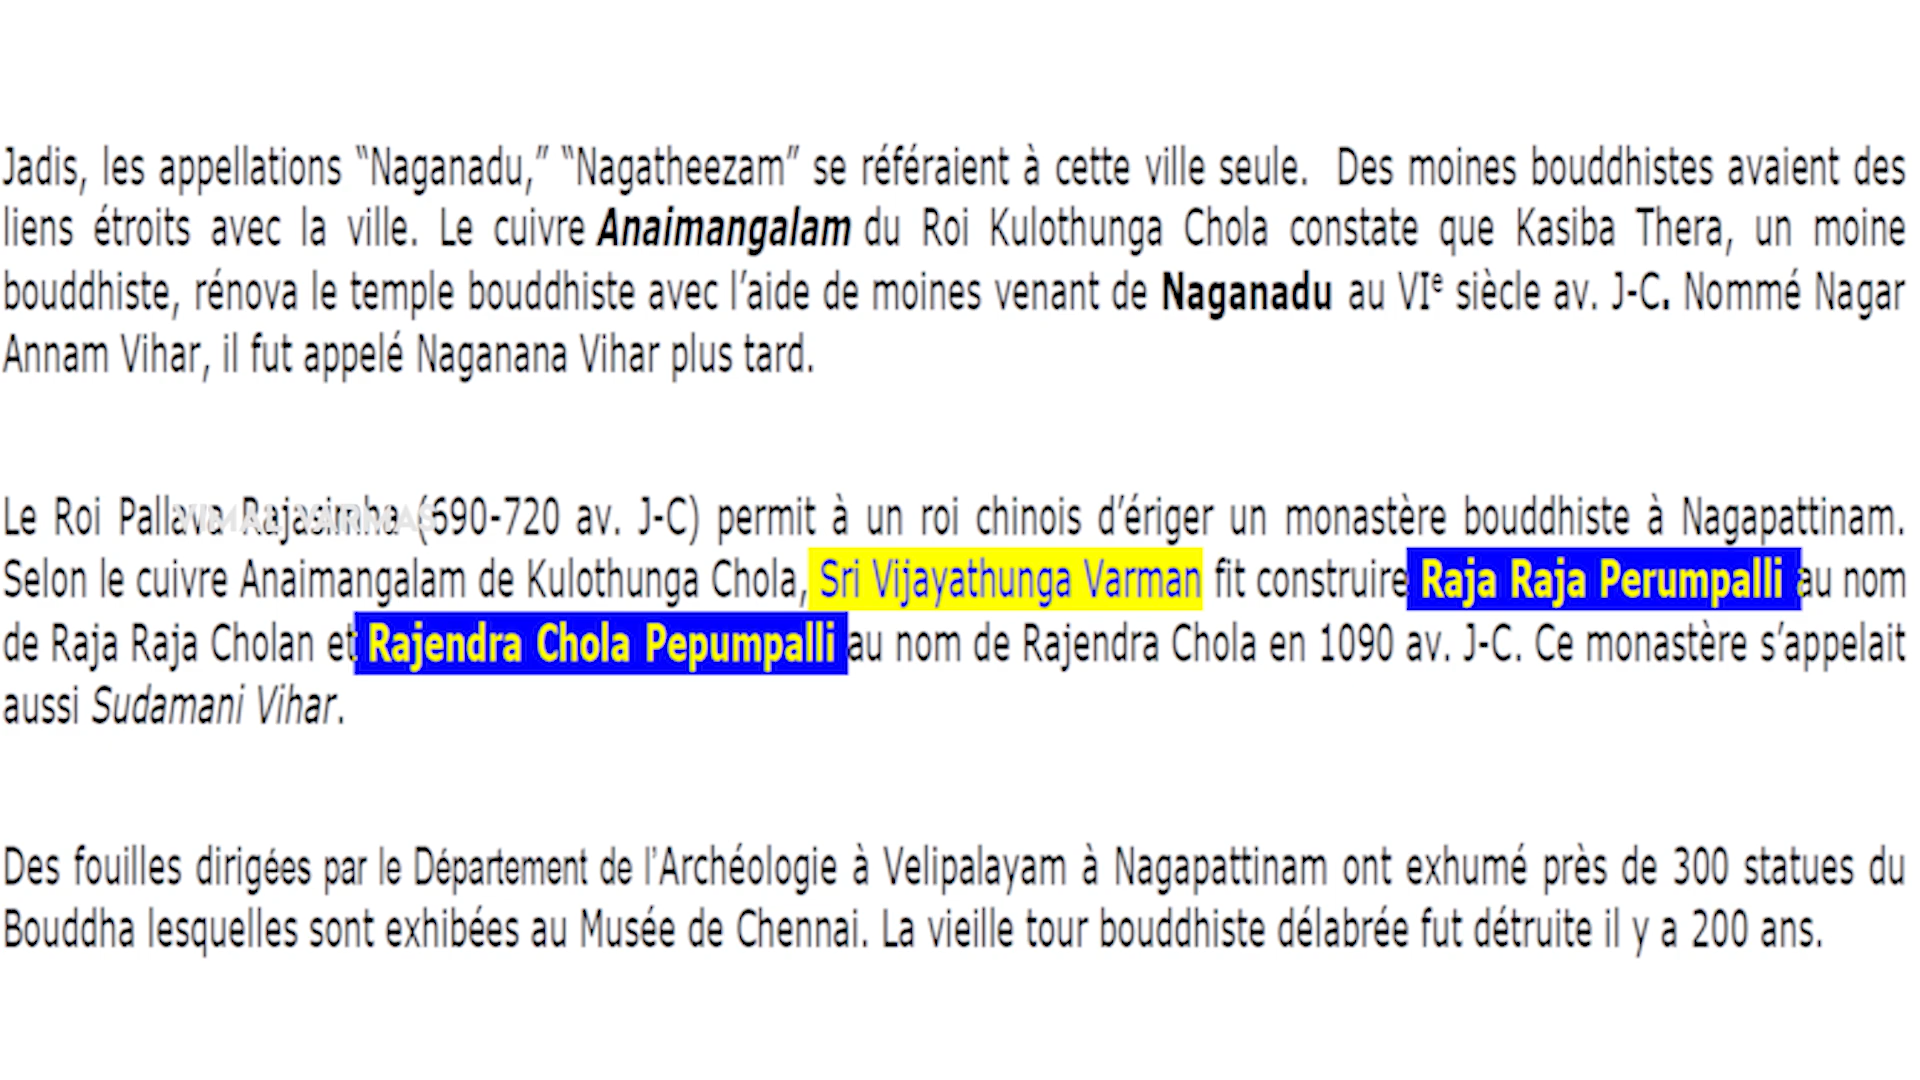 Jadis, les appellations “Naganadu,” “Nagatheezam” se référaient à cette ville seule. Des moines bouddhistes avaient des
liens étroits avec la ville. Le cuivre Anaimangalam du Roi Kulothunga Chola constate que Kasiba Thera, un moine
bouddhiste, rénova le temple bouddhiste avec l’aide de moines venant de Naganadu au VIᵉ siècle av. J-C. Nommé Nagar
Annam Vihar, il fut appelé Naganana Vihar plus tard.
Le Roi Pallava Rajasimha (690-720 av. J-C) permit à un roi chinois d’ériger un monastère bouddhiste à Nagapattinam.
VIMAL VARMAS
Selon le cuivre Anaimangalam de Kulothunga Chola, Sri Vijayathunga Varman fit construire Raja Raja Perumpalli au nom
de Raja Raja Cholan et Rajendra Chola Pepumpalli au nom de Rajendra Chola en 1090 av. J-C. Ce monastère s’appelait
aussi Sudamani Vihar.
Des fouilles dirigées par le Département de l’Archéologie à Velipalayam à Nagapattinam ont exhumé près de 300 statues du
Bouddha lesquelles sont exhibées au Musée de Chennai. La vieille tour bouddhiste délabrée fut détruite il y a 200 ans.